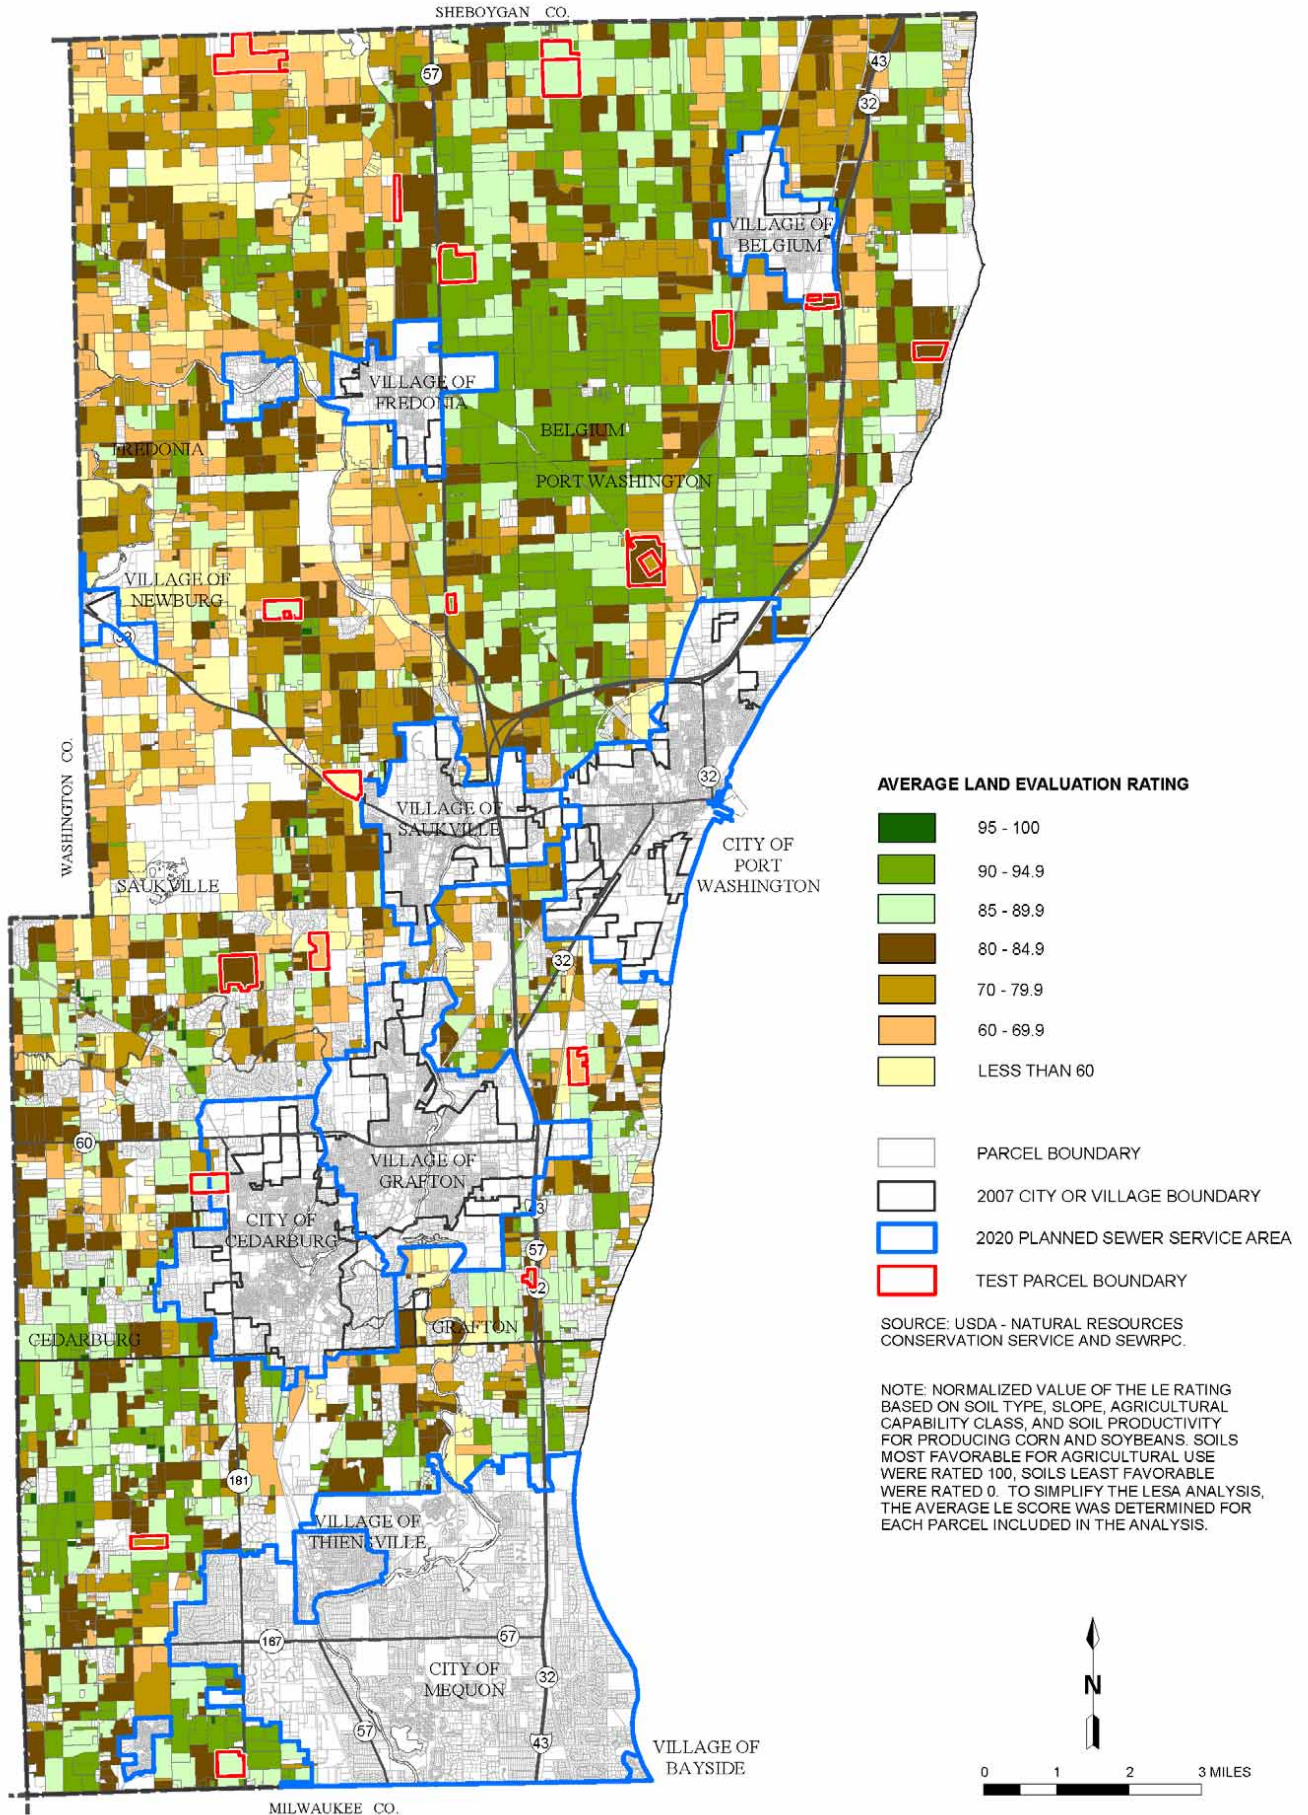 SHEBOYGAN CO.
57
43
32
VILLAGE OF
BELGIUM
VILLAGE OF
FREDONIA
FREDONIA
BELGIUM
PORT WASHINGTON
VILLAGE OF
NEWBURG
33
WASHINGTON CO.
32
VILLAGE OF
SAUKVILLE
CITY OF
PORT
WASHINGTON
SAUKVILLE
32
60
VILLAGE OF
GRAFTON
CITY OF
CEDARBURG
43
57
32
CEDARBURG
GRAFTON
181
VILLAGE OF
THIENSVILLE
167
57
CITY OF
MEQUON
32
57
43
VILLAGE OF
BAYSIDE
MILWAUKEE CO.
AVERAGE LAND EVALUATION RATING
95 - 100
90 - 94.9
85 - 89.9
80 - 84.9
70 - 79.9
60 - 69.9
LESS THAN 60
PARCEL BOUNDARY
2007 CITY OR VILLAGE BOUNDARY
2020 PLANNED SEWER SERVICE AREA
TEST PARCEL BOUNDARY
SOURCE: USDA - NATURAL RESOURCES
CONSERVATION SERVICE AND SEWRPC.
NOTE: NORMALIZED VALUE OF THE LE RATING
BASED ON SOIL TYPE, SLOPE, AGRICULTURAL
CAPABILITY CLASS, AND SOIL PRODUCTIVITY
FOR PRODUCING CORN AND SOYBEANS. SOILS
MOST FAVORABLE FOR AGRICULTURAL USE
WERE RATED 100, SOILS LEAST FAVORABLE
WERE RATED 0. TO SIMPLIFY THE LESA ANALYSIS,
THE AVERAGE LE SCORE WAS DETERMINED FOR
EACH PARCEL INCLUDED IN THE ANALYSIS.
N
0 1 2 3 MILES